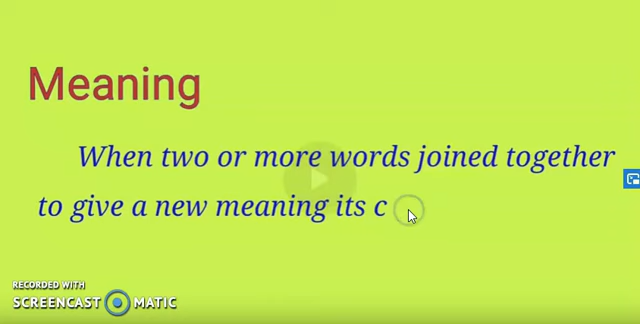 Meaning
When two or more words joined together
to give a new meaning its c
RECORDED WITH
SCREENCAST MATIC